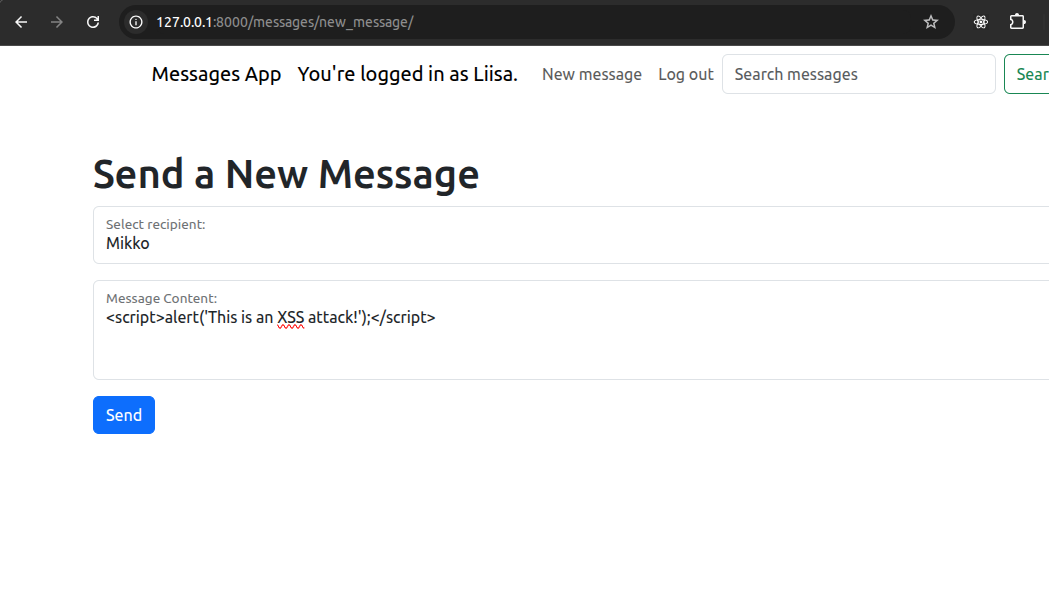 127.0.0.1:8000/messages/new_message/
Messages App You're logged in as Liisa. New message Log out Search messages
Send a New Message
Select recipient:
Mikko
Message Content:
<script>alert('This is an XSS attack!');</script>
Send